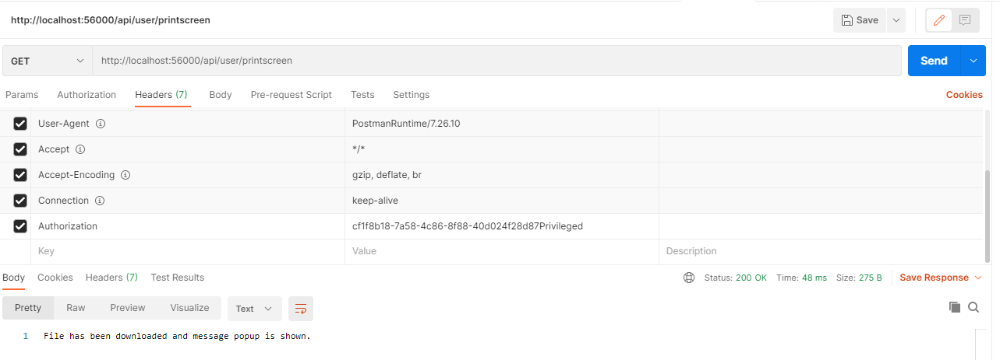 http://localhost:56000/api/user/printscreen
Save
GET http://localhost:56000/api/user/printscreen Send
Params Authorization Headers (7) Body Pre-request Script Tests Settings Cookies
User-Agent PostmanRuntime/7.26.10
Accept */*
Accept-Encoding gzip, deflate, br
Connection keep-alive
Authorization cf1f8b18-7a58-4c86-8f88-40d024f28d87Privileged
Key Value Description
Body Cookies Headers (7) Test Results Status: 200 OK Time: 48 ms Size: 275 B Save Response
Pretty Raw Preview Visualize Text
1 File has been downloaded and message popup is shown.